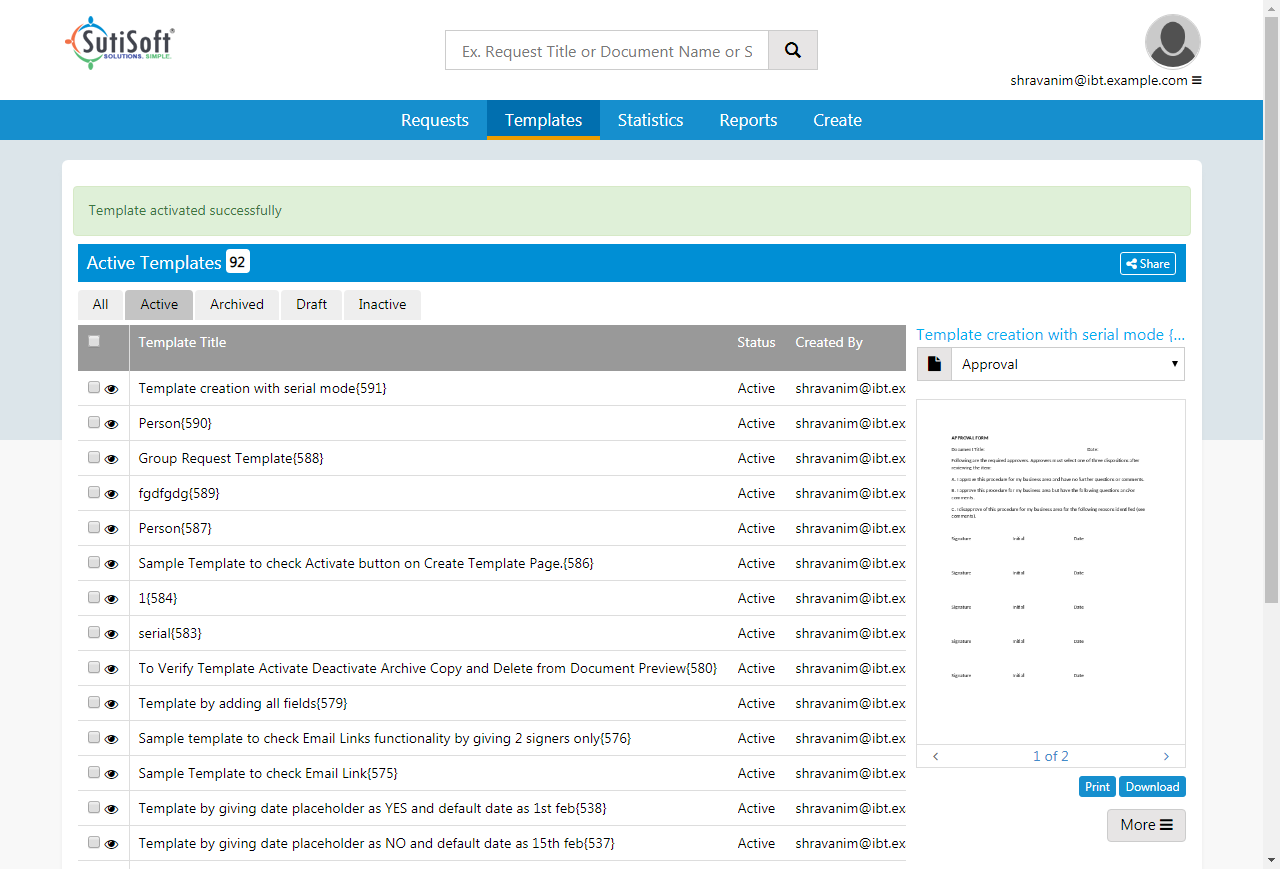 SutiSoft®
SOLUTIONS. SIMPLE.
Ex. Request Title or Document Name or S
shravanim@ibt.example.com
Requests
Templates
Statistics
Reports
Create
Template activated successfully
Active Templates 92
Share
All
Active
Archived
Draft
Inactive
Template Title Status Created By
Template creation with serial mode{591} Active shravanim@ibt.ex
Person{590} Active shravanim@ibt.ex
Group Request Template{588} Active shravanim@ibt.ex
fgdfgdg{589} Active shravanim@ibt.ex
Person{587} Active shravanim@ibt.ex
Sample Template to check Activate button on Create Template Page.{586} Active shravanim@ibt.ex
1{584} Active shravanim@ibt.ex
serial{583} Active shravanim@ibt.ex
To Verify Template Activate Deactivate Archive Copy and Delete from Document Preview{580} Active shravanim@ibt.ex
Template by adding all fields{579} Active shravanim@ibt.ex
Sample template to check Email Links functionality by giving 2 signers only{576} Active shravanim@ibt.ex
Sample Template to check Email Link{575} Active shravanim@ibt.ex
Template by giving date placeholder as YES and default date as 1st feb{538} Active shravanim@ibt.ex
Template by giving date placeholder as NO and default date as 15th feb{537} Active shravanim@ibt.ex
Template creation with serial mode {...
Approval
APPROVAL FORM
Document Title: Date:
Following are the required approvers. Approvers must select one of three dispositions after
reviewing the item:
A. I approve this procedure for my business area and have no further questions or comments.
B. I approve this procedure for my business area but have the following questions and/or
comments.
C. I disapprove of this procedure for my business area for the following reasons identified (see
comments).
Signature Initial Date
Signature Initial Date
Signature Initial Date
Signature Initial Date
Signature Initial Date
1 of 2
Print
Download
More